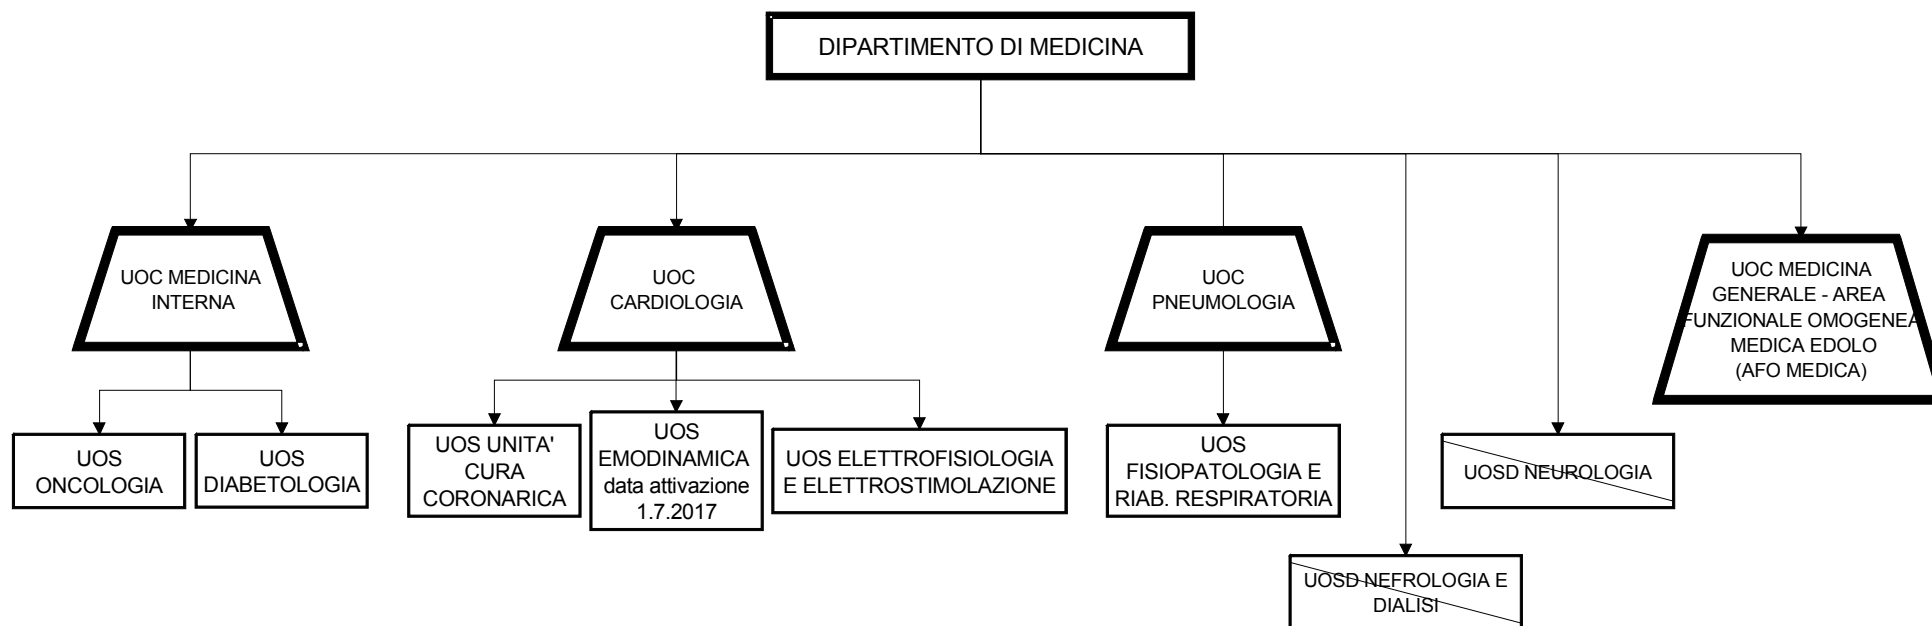 DIPARTIMENTO DI MEDICINA
UOC MEDICINA
INTERNA
UOC
CARDIOLOGIA
UOC
PNEUMOLOGIA
UOC MEDICINA
GENERALE - AREA
FUNZIONALE OMOGENEA
MEDICA EDOLO
(AFO MEDICA)
UOS
ONCOLOGIA
UOS
DIABETOLOGIA
UOS UNITA'
CURA
CORONARICA
UOS
EMODINAMICA
data attivazione
1.7.2017
UOS ELETTROFISIOLOGIA
E ELETTROSTIMOLAZIONE
UOS
FISIOPATOLOGIA E
RIAB. RESPIRATORIA
UOSD NEUROLOGIA
UOSD NEFROLOGIA E
DIALISI